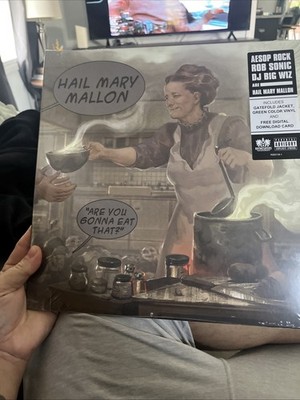 HAIL MARY
MALLON
AESOP ROCK
ROB SONIC
DJ BIG WIZ
ARE
HAIL MARY MALLON
INCLUDES
GATEFOLD JACKET,
GREEN COLOR VINYL
AND
FREE DIGITAL
DOWNLOAD CARD
PARENTAL
ADVISORY
EXPLICIT CONTENT
"ARE YOU
GONNA EAT
THAT?"